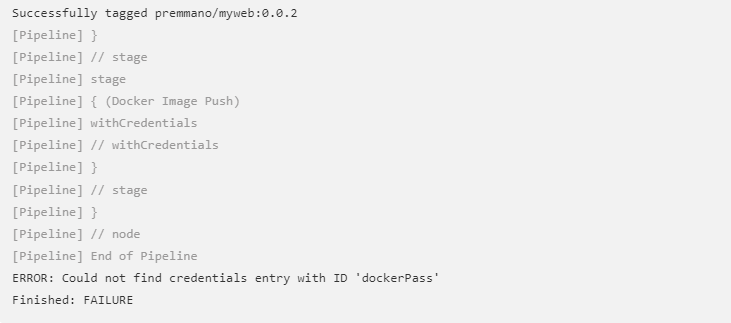 Successfully tagged premmano/myweb:0.0.2
[Pipeline] }
[Pipeline] // stage
[Pipeline] stage
[Pipeline] { (Docker Image Push)
[Pipeline] withCredentials
[Pipeline] // withCredentials
[Pipeline] }
[Pipeline] // stage
[Pipeline] }
[Pipeline] // node
[Pipeline] End of Pipeline
ERROR: Could not find credentials entry with ID 'dockerPass'
Finished: FAILURE